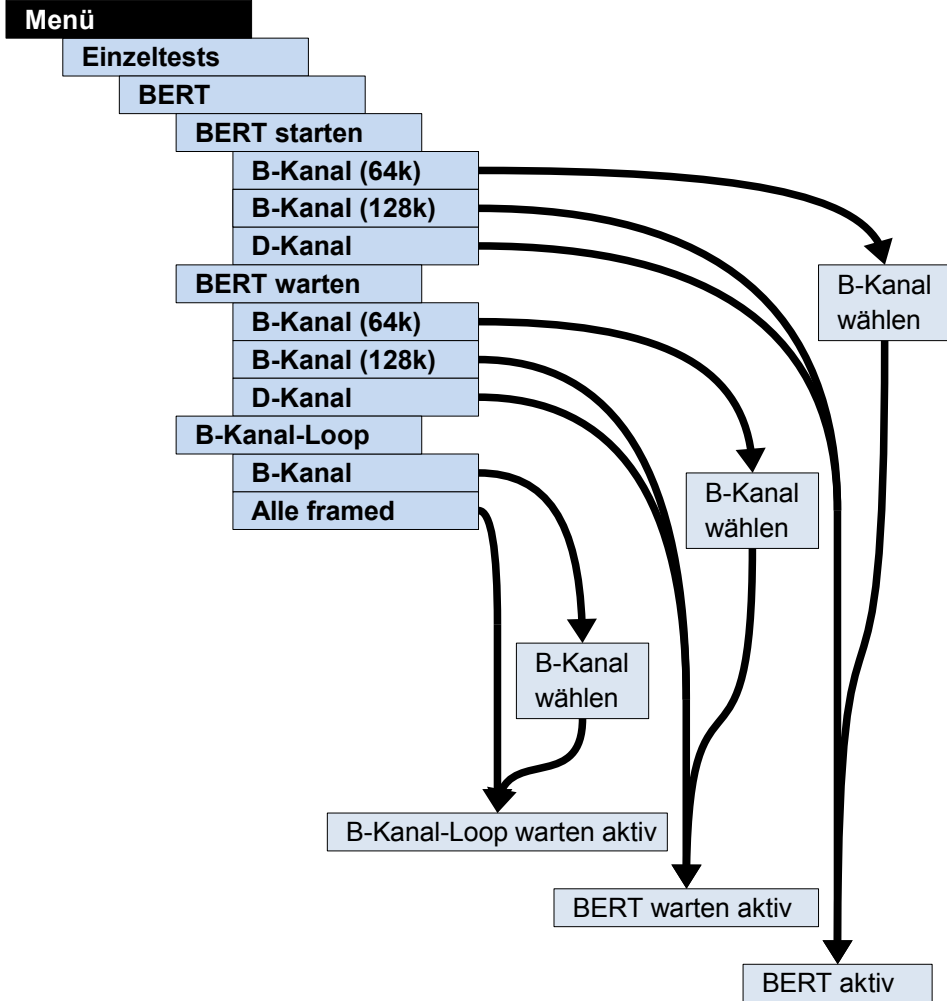 Menü
Einzeltests
BERT
BERT starten
B-Kanal (64k)
B-Kanal (128k)
D-Kanal
BERT warten
B-Kanal (64k)
B-Kanal (128k)
D-Kanal
B-Kanal-Loop
B-Kanal
Alle framed
B-Kanal
wählen
B-Kanal
wählen
B-Kanal
wählen
B-Kanal-Loop warten aktiv
BERT warten aktiv
BERT aktiv